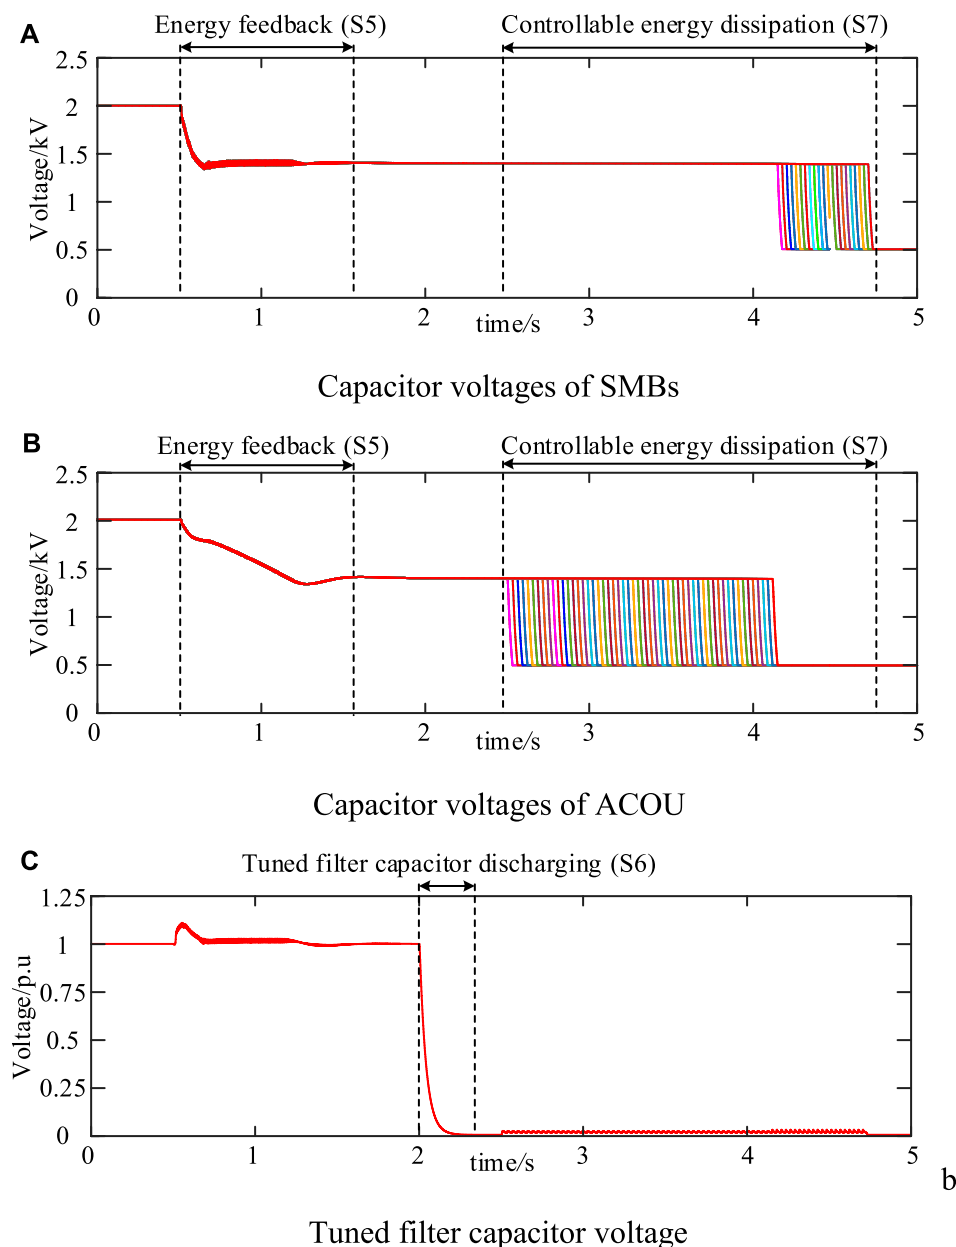 A
Energy feedback (S5)
Controllable energy dissipation (S7)
2.5
2
1.5
1
0.5
0
Voltage/kV
0
1
2
3
4
5
time/s
Capacitor voltages of SMBs
B
Energy feedback (S5)
Controllable energy dissipation (S7)
2.5
2
1.5
1
0.5
0
Voltage/kV
0
1
2
3
4
5
time/s
Capacitor voltages of ACOU
C
Tuned filter capacitor discharging (S6)
1.25
1
0.75
0.5
0.25
0
Voltage/p.u
0
1
2
3
4
5
time/s
b
Tuned filter capacitor voltage